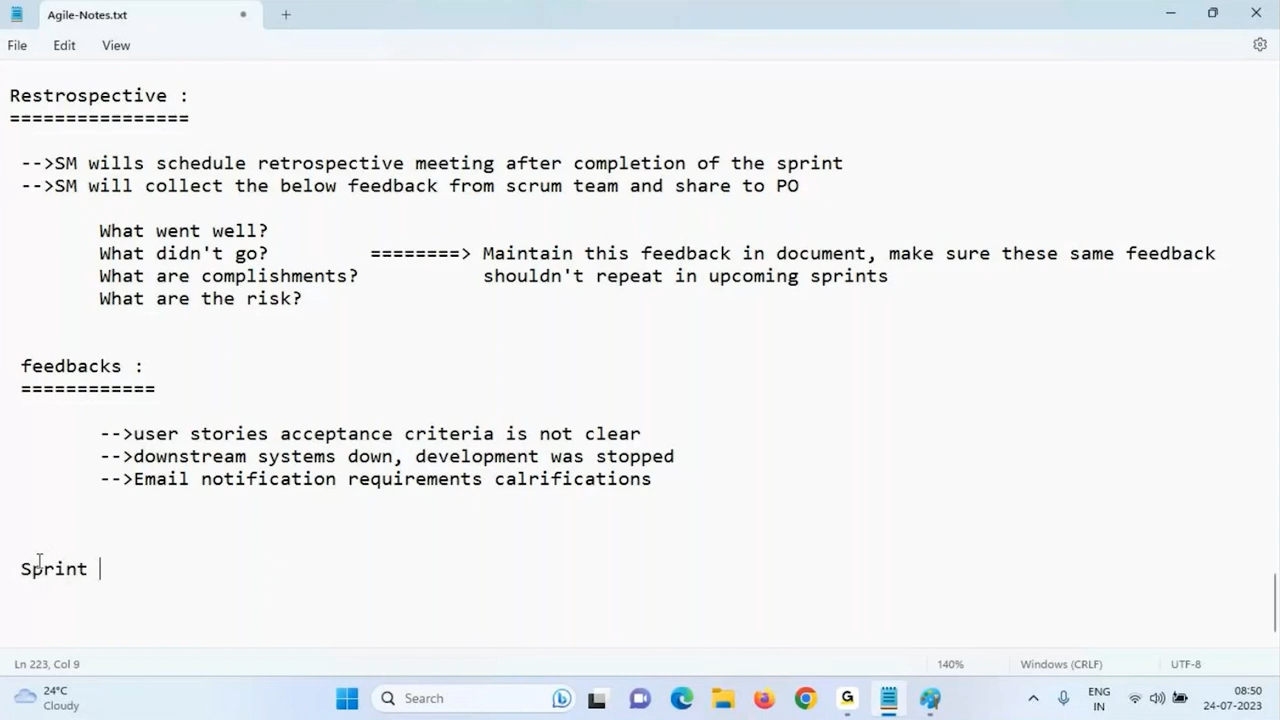 Agile-Notes.txt
File Edit View
Restrospective :
================
-->SM wills schedule retrospective meeting after completion of the sprint
-->SM will collect the below feedback from scrum team and share to PO
What went well?
What didn't go? ========> Maintain this feedback in document, make sure these same feedback
What are complishments? shouldn't repeat in upcoming sprints
What are the risk?
feedbacks :
============
-->user stories acceptance criteria is not clear
-->downstream systems down, development was stopped
-->Email notification requirements calrifications
Sprint
Ln 223, Col 9 140% Windows (CRLF) UTF-8
24°C Search ENG 08:50
Cloudy IN 24-07-2023